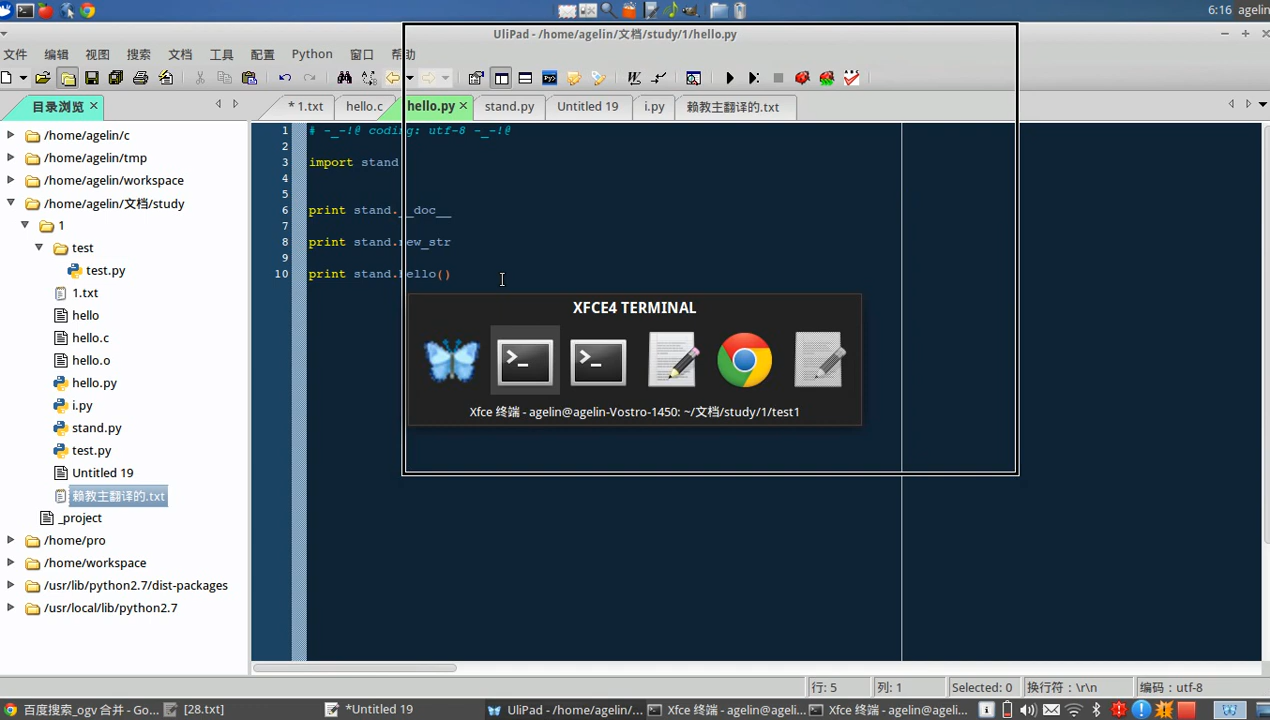 6:16 agelin
UliPad - /home/agelin/文档/study/1/hello.py
文件 编辑 视图 搜索 文档 工具 配置 Python 窗口 帮助
目录浏览
* 1.txt hello.c hello.py stand.py Untitled 19 i.py 赖教主翻译的.txt
/home/agelin/c
/home/agelin/tmp
/home/agelin/workspace
/home/agelin/文档/study
1
test
test.py
1.txt
hello
hello.c
hello.o
hello.py
i.py
stand.py
test.py
Untitled 19
赖教主翻译的.txt
_project
/home/pro
/home/workspace
/usr/lib/python2.7/dist-packages
/usr/local/lib/python2.7
1 # -_-!@ coding: utf-8 -_-!@
2
3 import stand
4
5
6 print stand.__doc__
7
8 print stand.new_str
9
10 print stand.hello()
XFCE4 TERMINAL
Xfce 终端 - agelin@agelin-Vostro-1450: ~/文档/study/1/test1
行: 5 列: 1 Selected: 0 换行符：\r\n 编码：utf-8
百度搜索_ogv 合并 - Go... [28.txt] *Untitled 19 UliPad - /home/agelin/... Xfce 终端 - agelin@ageli... Xfce 终端 - agelin@ageli...